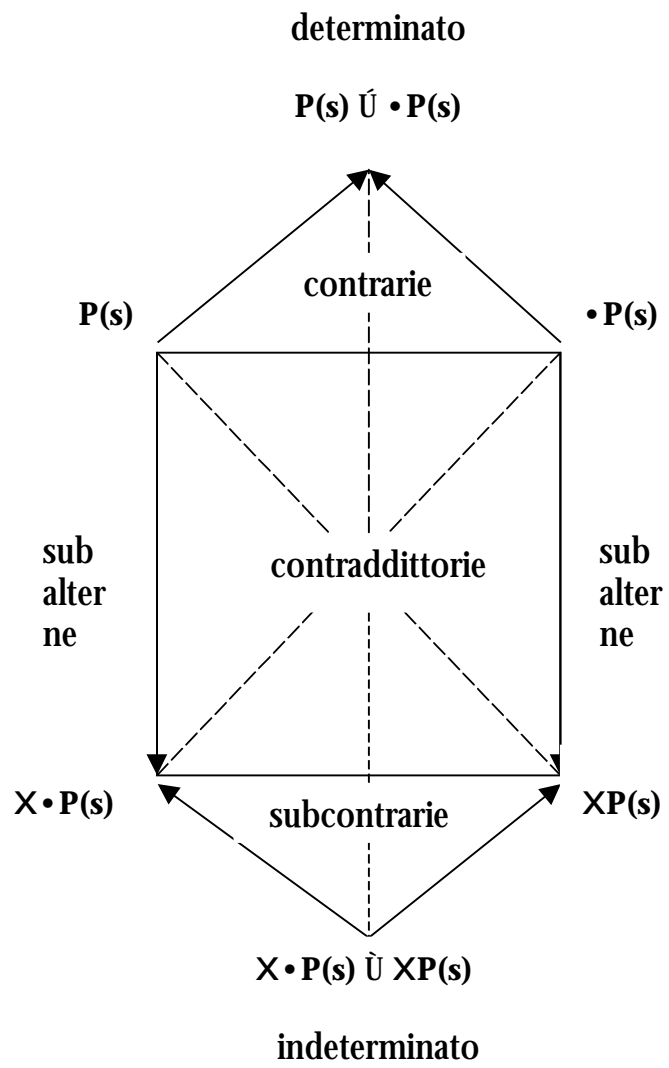 determinato
P(s) Ú •P(s)
contrarie
P(s)
•P(s)
sub
alter
ne
contraddittorie
sub
alter
ne
X•P(s)
subcontrarie
XP(s)
X•P(s) Ù XP(s)
indeterminato